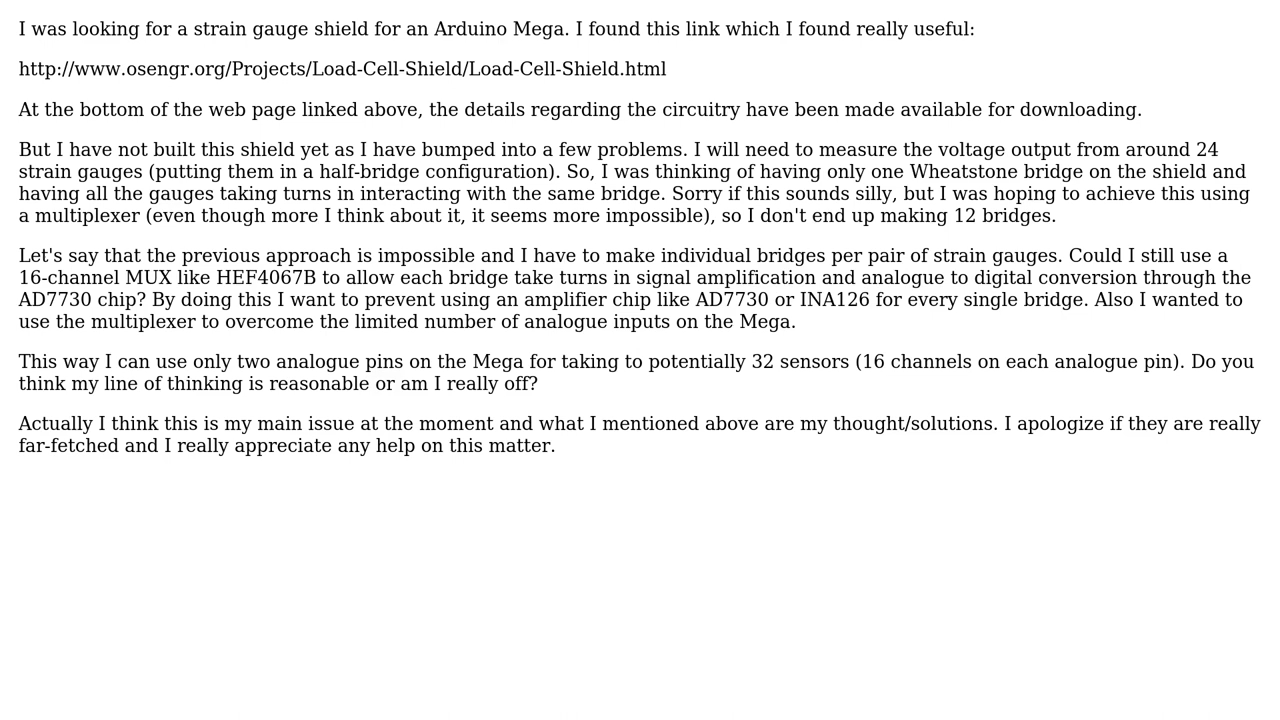 I was looking for a strain gauge shield for an Arduino Mega. I found this link which I found really useful:
http://www.osengr.org/Projects/Load-Cell-Shield/Load-Cell-Shield.html
At the bottom of the web page linked above, the details regarding the circuitry have been made available for downloading.
But I have not built this shield yet as I have bumped into a few problems. I will need to measure the voltage output from around 24
strain gauges (putting them in a half-bridge configuration). So, I was thinking of having only one Wheatstone bridge on the shield and
having all the gauges taking turns in interacting with the same bridge. Sorry if this sounds silly, but I was hoping to achieve this using
a multiplexer (even though more I think about it, it seems more impossible), so I don't end up making 12 bridges.
Let's say that the previous approach is impossible and I have to make individual bridges per pair of strain gauges. Could I still use a
16-channel MUX like HEF4067B to allow each bridge take turns in signal amplification and analogue to digital conversion through the
AD7730 chip? By doing this I want to prevent using an amplifier chip like AD7730 or INA126 for every single bridge. Also I wanted to
use the multiplexer to overcome the limited number of analogue inputs on the Mega.
This way I can use only two analogue pins on the Mega for taking to potentially 32 sensors (16 channels on each analogue pin). Do you
think my line of thinking is reasonable or am I really off?
Actually I think this is my main issue at the moment and what I mentioned above are my thought/solutions. I apologize if they are really
far-fetched and I really appreciate any help on this matter.